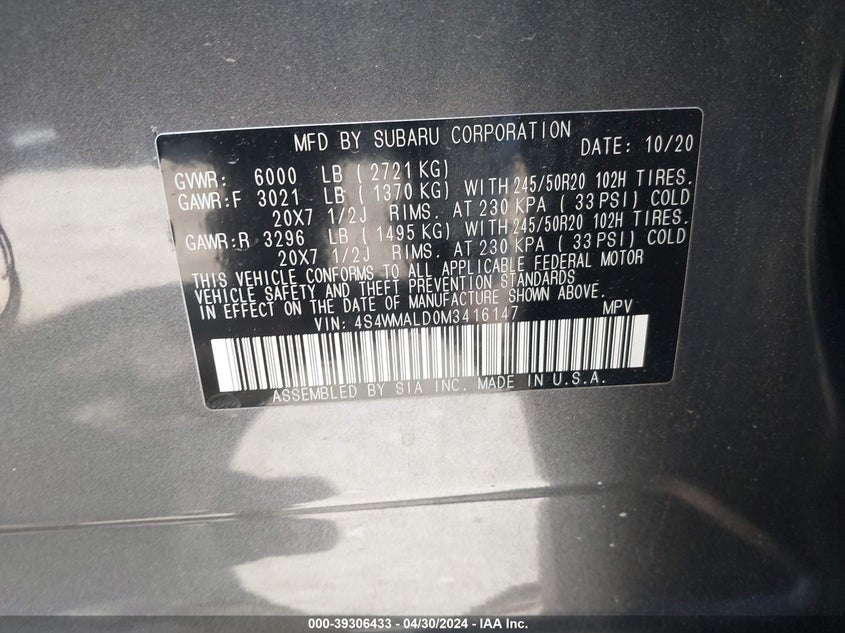 MFD BY SUBARU CORPORATION DATE: 10/20
GVWR: 6000 LB ( 2721 KG)
GAWR:F 3021 LB ( 1370 KG) WITH 245/50R20 102H TIRES.
20X7 1/2J RIMS. AT 230 KPA ( 33 PSI) COLD
GAWR:R 3296 LB ( 1495 KG) WITH 245/50R20 102H TIRES.
20X7 1/2J RIMS. AT 230 KPA ( 33 PSI) COLD
THIS VEHICLE CONFORMS TO ALL APPLICABLE FEDERAL MOTOR
VEHICLE SAFETY AND THEFT PREVENTION STANDARDS
IN EFFECT ON THE DATE OF MANUFACTURE SHOWN ABOVE.
VIN: 4S4WMALD0M3416147 MPV
ASSEMBLED BY SIA INC. MADE IN U.S.A.
000-39306433 - 04/30/2024 - IAA Inc.